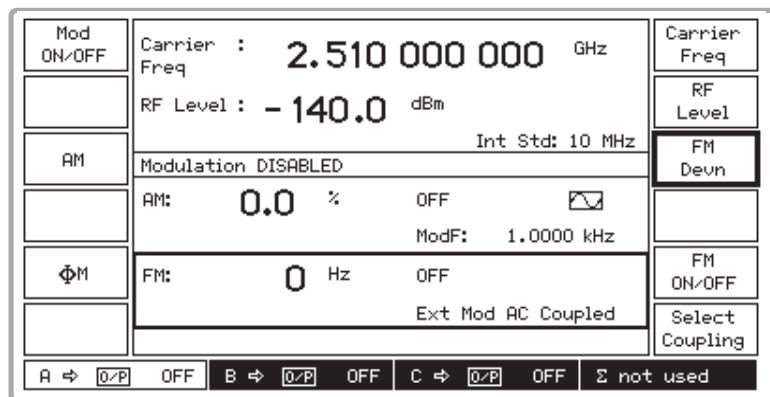 Mod
ON/OFF
AM
ΦM
Carrier :
Freq
2.510 000 000 GHz
RF Level : -140.0 dBm
Int Std: 10 MHz
Modulation DISABLED
AM: 0.0 % OFF
ModF: 1.0000 kHz
FM: 0 Hz OFF
Ext Mod AC Coupled
Carrier
Freq
RF
Level
FM
Devn
FM
ON/OFF
Select
Coupling
A ⇨ O/P OFF B ⇨ O/P OFF C ⇨ O/P OFF Σ not used